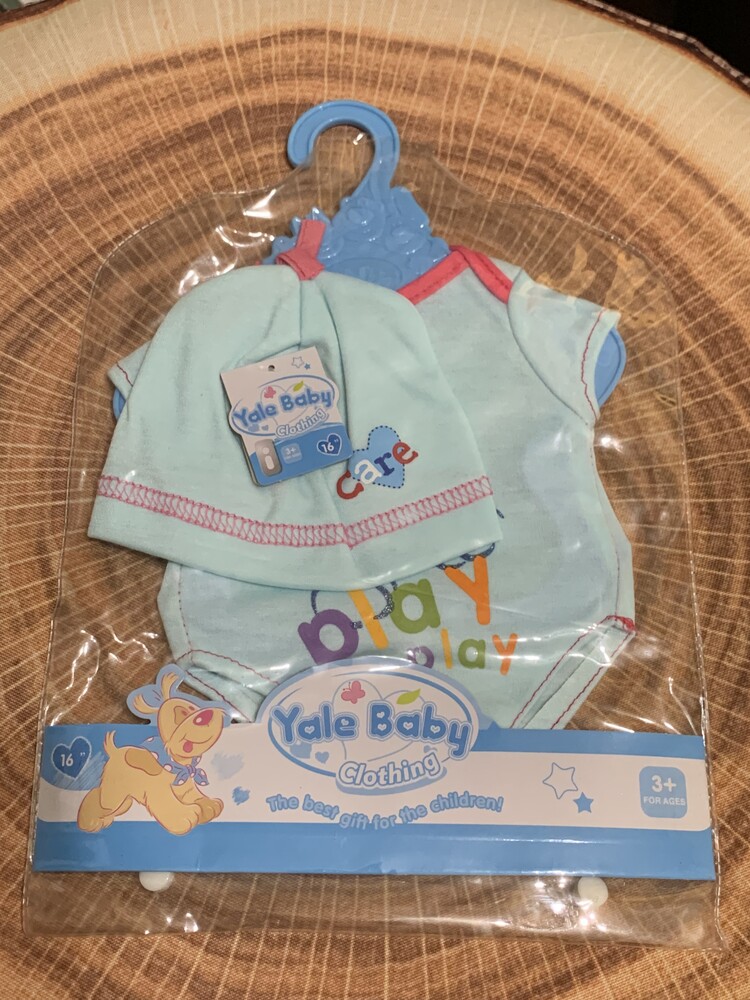 Yale Baby
Clothing
3+
16"
care
play
play
Yale Baby
Clothing
16"
The best gift for the children!
3+
FOR AGES